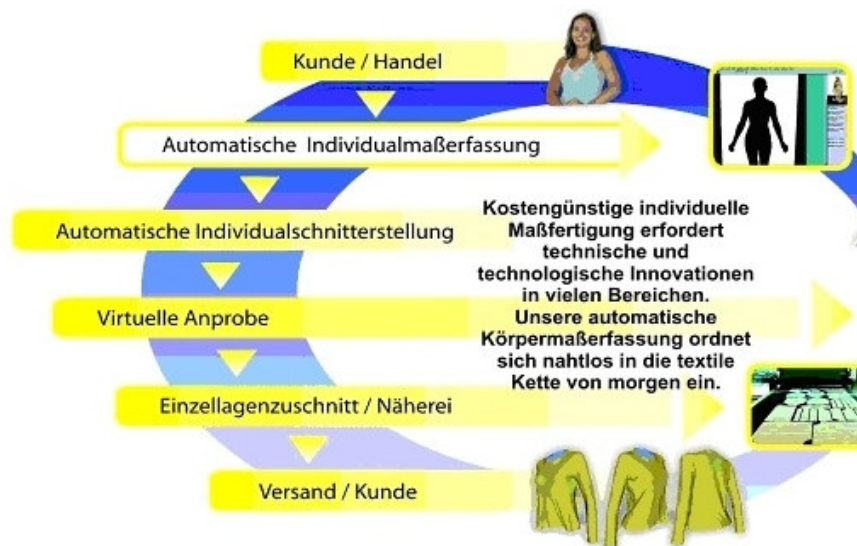 Kunde / Handel
Automatische Individualmaßerfassung
Automatische Individualschnitterstellung
Virtuelle Anprobe
Einzellagenzuschnitt / Näherei
Versand / Kunde
Kostengünstige individuelle
Maßfertigung erfordert
technische und
technologische Innovationen
in vielen Bereichen.
Unsere automatische
Körpermaßerfassung ordnet
sich nahtlos in die textile
Kette von morgen ein.